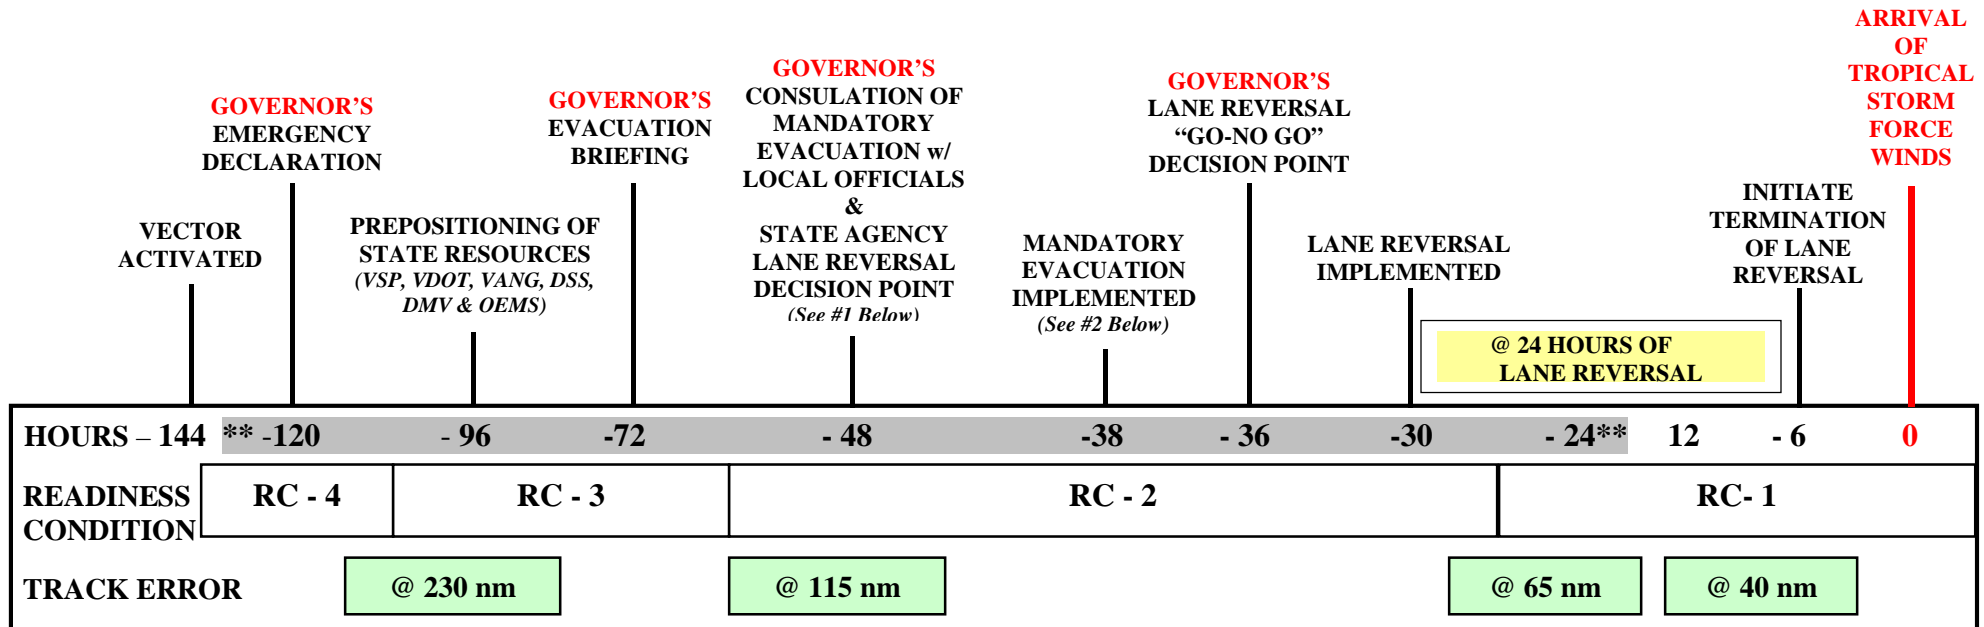 VECTOR
ACTIVATED
GOVERNOR’S
EMERGENCY
DECLARATION
PREPOSITIONING OF
STATE RESOURCES
(VSP, VDOT, VANG, DSS,
DMV & OEMS)
GOVERNOR’S
EVACUATION
BRIEFING
GOVERNOR’S
CONSULATION OF
MANDATORY
EVACUATION w/
LOCAL OFFICIALS
&
STATE AGENCY
LANE REVERSAL
DECISION POINT
(See #1 Below)
MANDATORY
EVACUATION
IMPLEMENTED
(See #2 Below)
GOVERNOR’S
LANE REVERSAL
“GO-NO GO”
DECISION POINT
LANE REVERSAL
IMPLEMENTED
@ 24 HOURS OF
LANE REVERSAL
INITIATE
TERMINATION
OF LANE
REVERSAL
ARRIVAL
OF
TROPICAL
STORM
FORCE
WINDS
HOURS – 144 ** -120 - 96 -72 - 48 -38 - 36 -30 - 24** 12 - 6 0
READINESS
CONDITION
RC - 4 RC - 3 RC - 2 RC- 1
TRACK ERROR @ 230 nm @ 115 nm @ 65 nm @ 40 nm